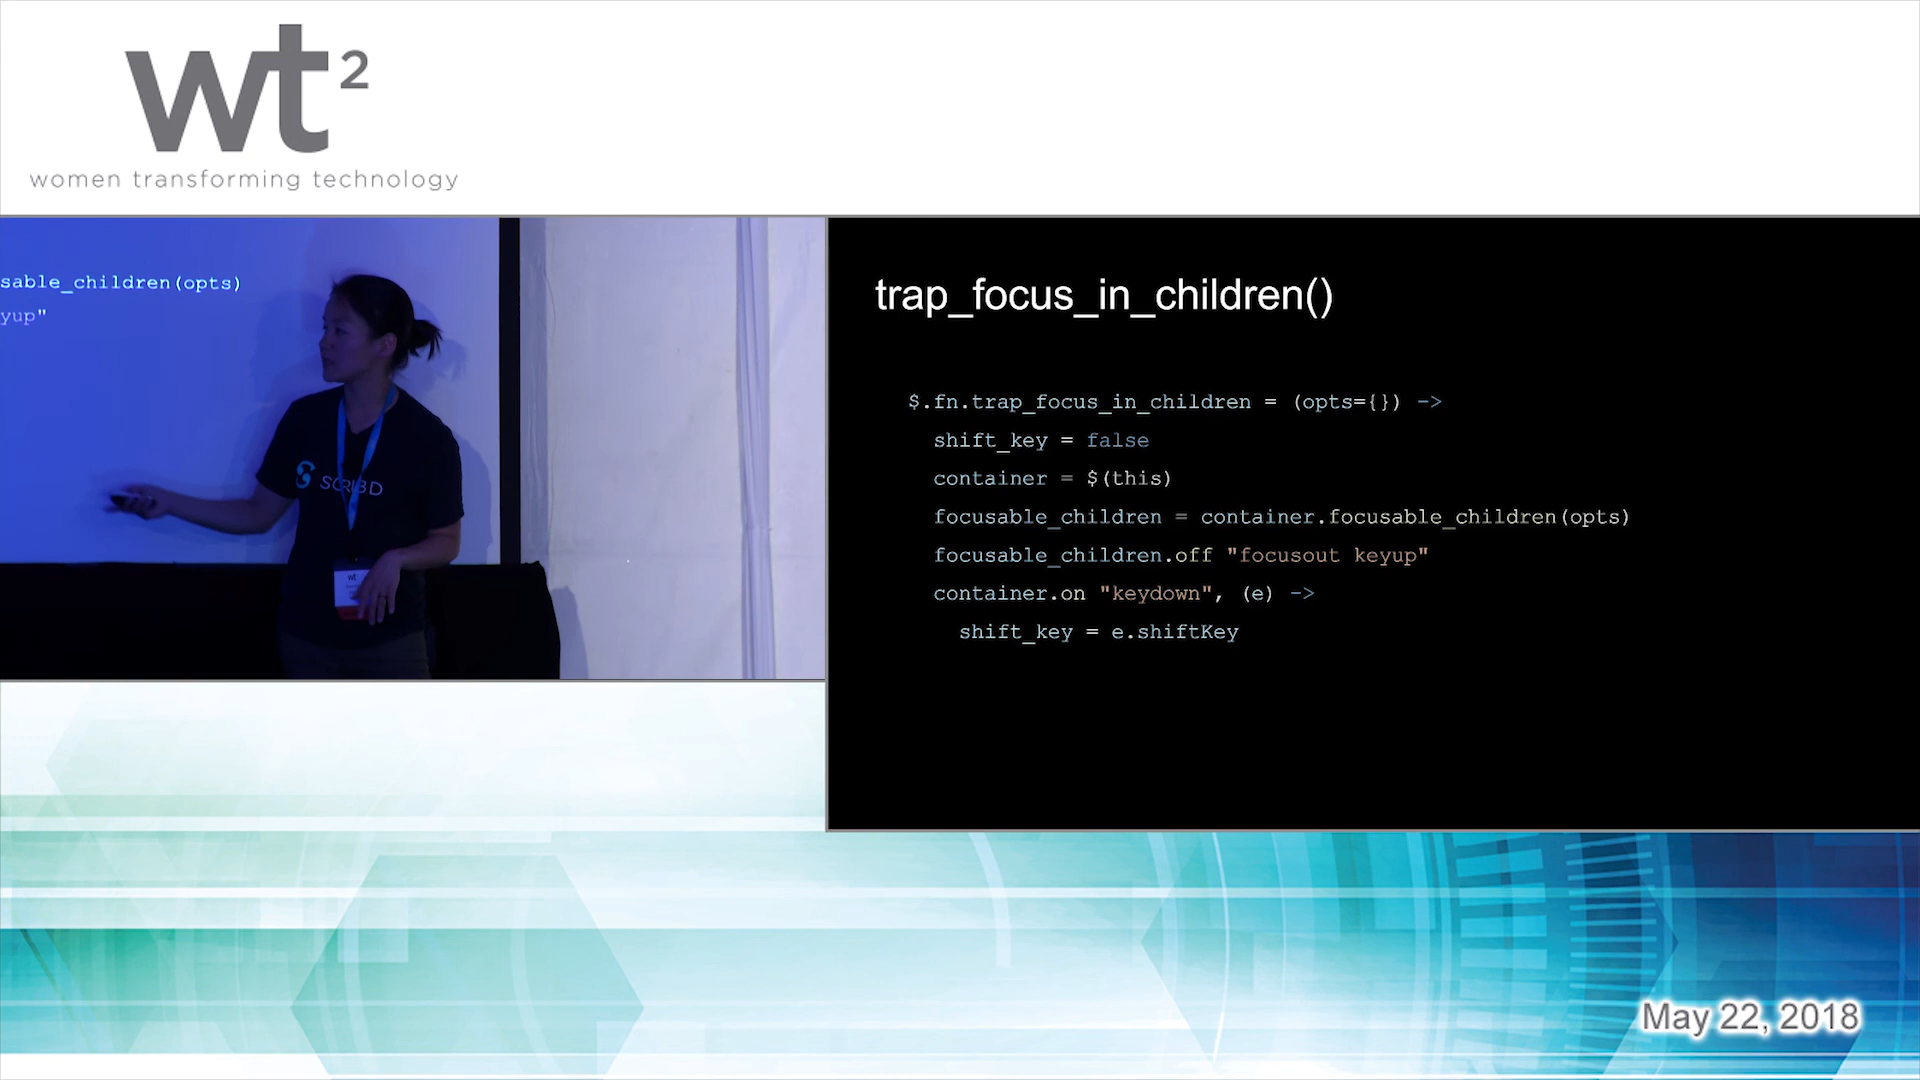 wt²
women transforming technology
sable_children(opts)
yup"
SCRIBD
wt
trap_focus_in_children()
$.fn.trap_focus_in_children = (opts={}) ->
shift_key = false
container = $(this)
focusable_children = container.focusable_children(opts)
focusable_children.off "focusout keyup"
container.on "keydown", (e) ->
shift_key = e.shiftKey
May 22, 2018